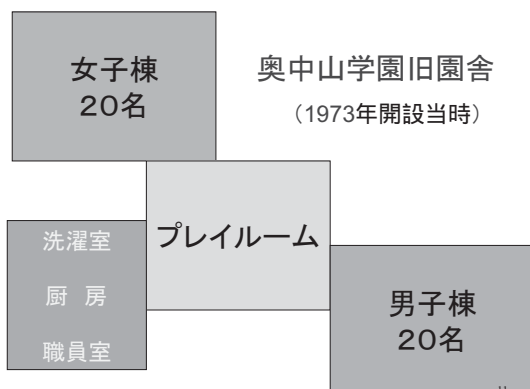 女子棟
20名
奥中山学園旧園舎
（1973年開設当時）
プレイルーム
洗濯室
厨　房
職員室
男子棟
20名